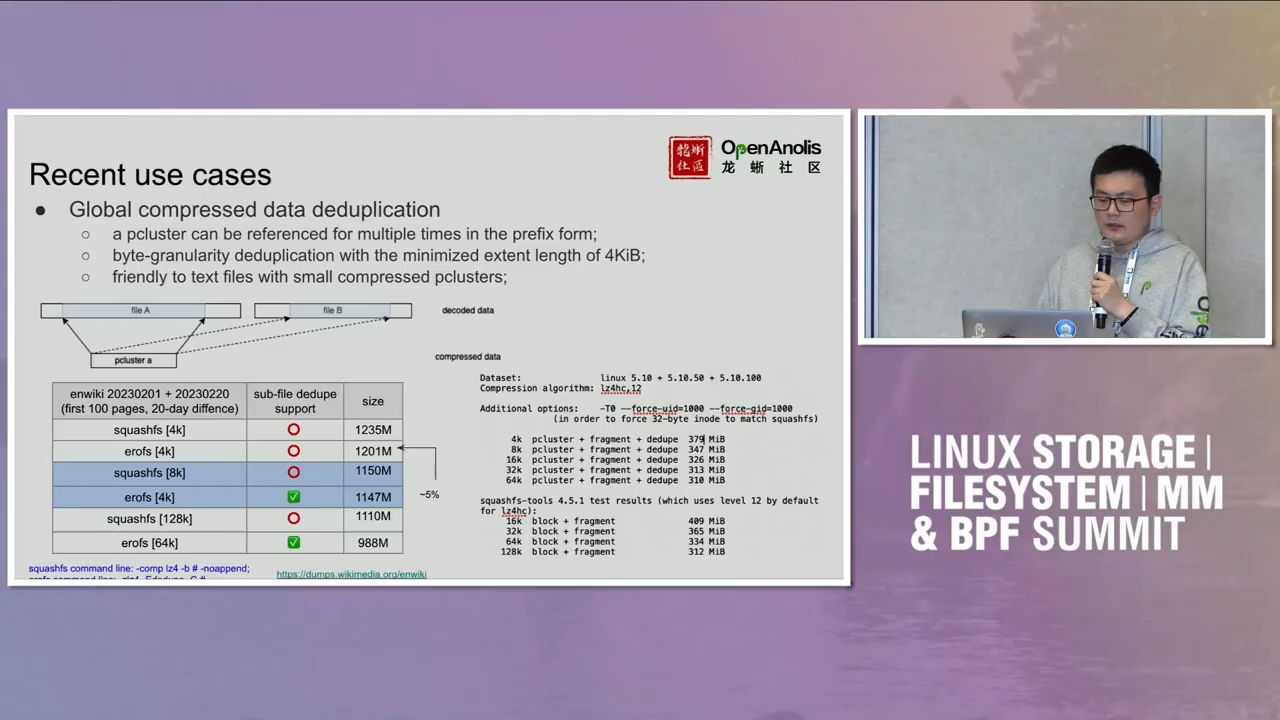 龍蜥
社区
OpenAnolis
龙蜥社区
Recent use cases
● Global compressed data deduplication
○ a pcluster can be referenced for multiple times in the prefix form;
○ byte-granularity deduplication with the minimized extent length of 4KiB;
○ friendly to text files with small compressed pclusters;
file A
file B
decoded data
pcluster a
compressed data
enwiki 20230201 + 20230220 (first 100 pages, 20-day diffence) sub-file dedupe support size
squashfs [4k] ⭕ 1235M
erofs [4k] ⭕ 1201M
squashfs [8k] ⭕ 1150M
erofs [4k] ✅ 1147M
squashfs [128k] ⭕ 1110M
erofs [64k] ✅ 988M
~5%
squashfs command line: -comp lz4 -b # -noappend;
https://dumps.wikimedia.org/enwiki
Dataset: linux 5.10 + 5.10.50 + 5.10.100
Compression algorithm: lz4hc,12
Additional options: -T0 --force-uid=1000 --force-gid=1000
(in order to force 32-byte inode to match squashfs)
4k pcluster + fragment + dedupe 379 MiB
8k pcluster + fragment + dedupe 347 MiB
16k pcluster + fragment + dedupe 326 MiB
32k pcluster + fragment + dedupe 313 MiB
64k pcluster + fragment + dedupe 310 MiB
squashfs-tools 4.5.1 test results (which uses level 12 by default
for lz4hc):
16k block + fragment 409 MiB
32k block + fragment 365 MiB
64k block + fragment 334 MiB
128k block + fragment 312 MiB
LINUX STORAGE |
FILESYSTEM | MM
& BPF SUMMIT